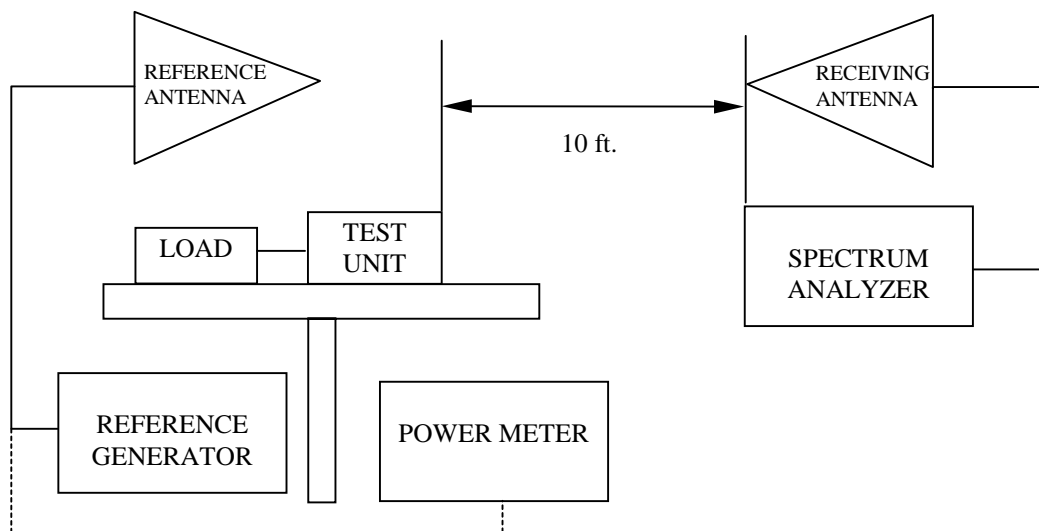 REFERENCE
ANTENNA
RECEIVING
ANTENNA
10 ft.
LOAD
TEST
UNIT
SPECTRUM
ANALYZER
REFERENCE
GENERATOR
POWER METER